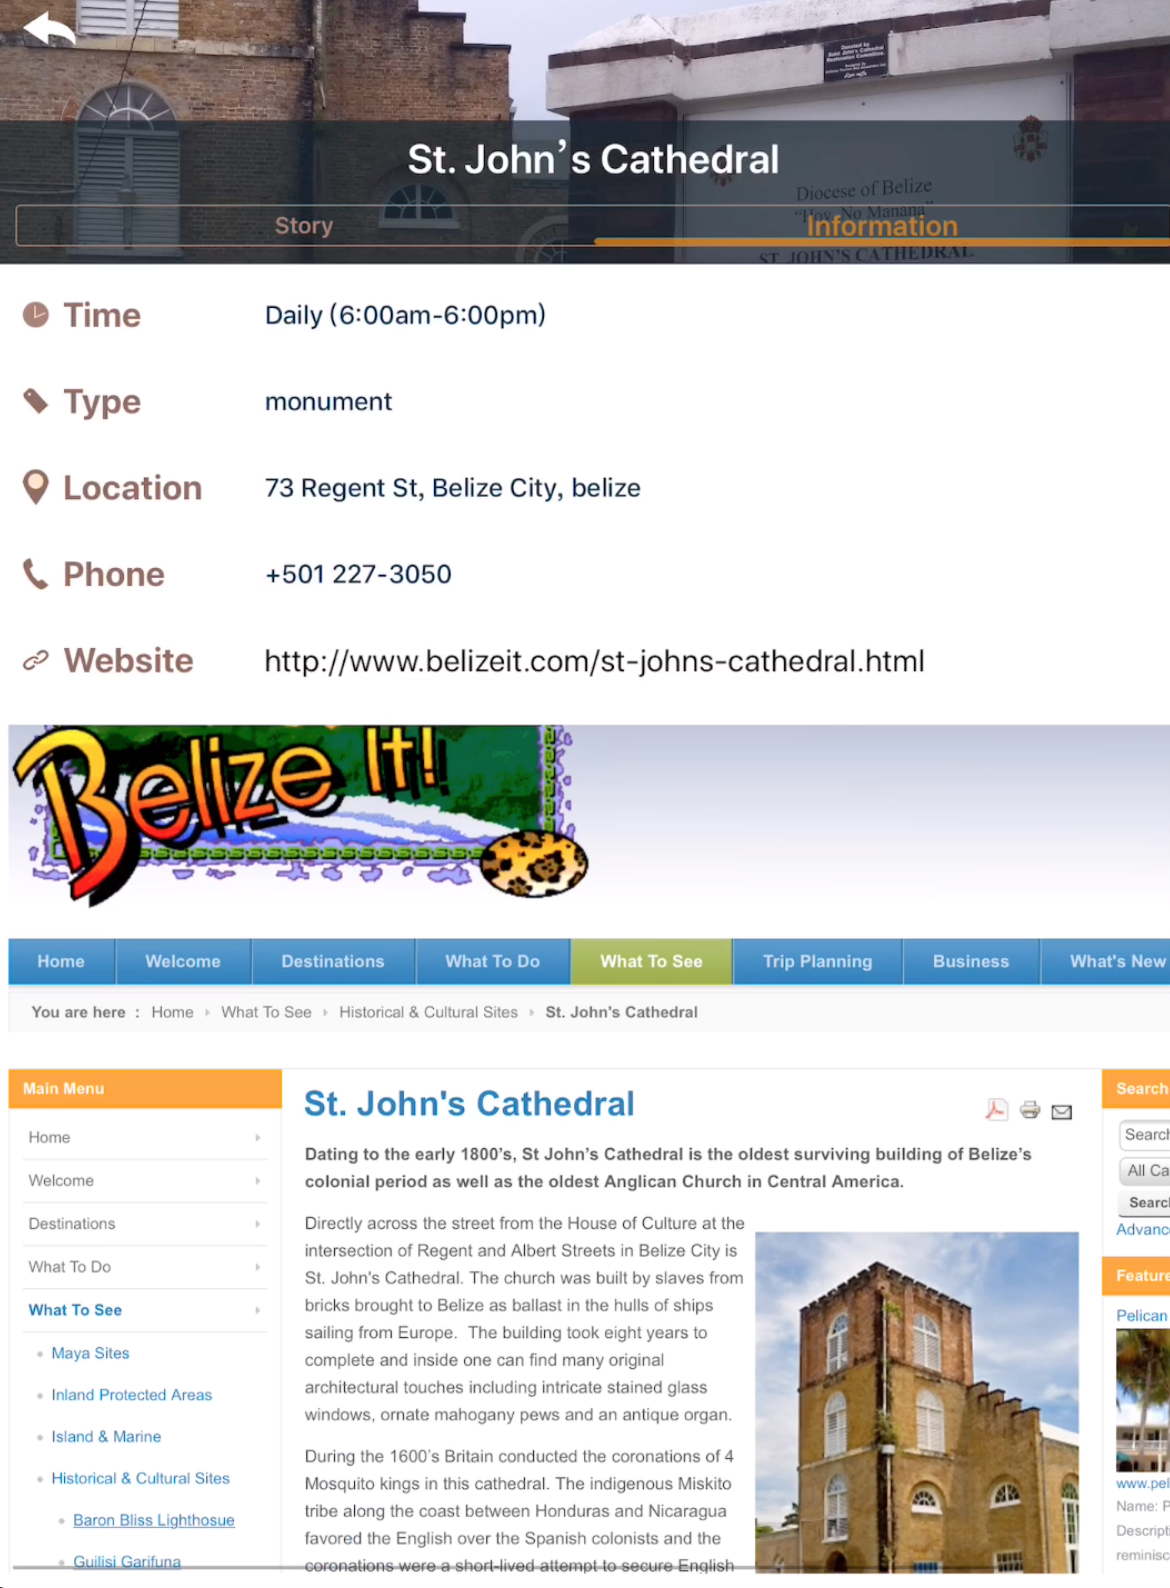 Donated by
Saint John's Cathedral
Restoration Committee.
Diocese of Belize
"Hoy, No Manana"
ST. JOHN'S CATHEDRAL
St. John’s Cathedral
Story
Information
Time
Daily (6:00am-6:00pm)
Type
monument
Location
73 Regent St, Belize City, belize
Phone
+501 227-3050
Website
http://www.belizeit.com/st-johns-cathedral.html
Belize It!
Home Welcome Destinations What To Do What To See Trip Planning Business What's New
You are here : Home What To See Historical & Cultural Sites St. John's Cathedral
Main Menu
Home
Welcome
Destinations
What To Do
What To See
Maya Sites
Inland Protected Areas
Island & Marine
Historical & Cultural Sites
Baron Bliss Lighthosue
Guilisi Garifuna
St. John's Cathedral
Dating to the early 1800’s, St John’s Cathedral is the oldest surviving building of Belize’s
colonial period as well as the oldest Anglican Church in Central America.
Directly across the street from the House of Culture at the
intersection of Regent and Albert Streets in Belize City is
St. John's Cathedral. The church was built by slaves from
bricks brought to Belize as ballast in the hulls of ships
sailing from Europe. The building took eight years to
complete and inside one can find many original
architectural touches including intricate stained glass
windows, ornate mahogany pews and an antique organ.
During the 1600’s Britain conducted the coronations of 4
Mosquito kings in this cathedral. The indigenous Miskito
tribe along the coast between Honduras and Nicaragua
favored the English over the Spanish colonists and the
coronations were a short-lived attempt to secure English
Search
Search
All Ca
Searc
Advanc
Feature
Pelican
www.pel
Name: P
Descripti
reminisc